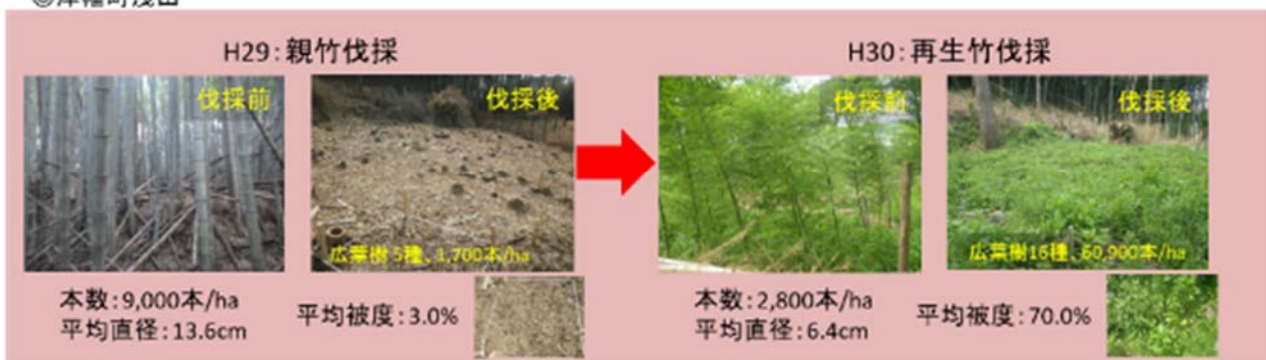 H29：親竹伐採
H30：再生竹伐採
伐採前
伐採後
伐採前
伐採後
広葉樹5種、1,700本/ha
広葉樹16種、60,900本/ha
本数：9,000本/ha
平均直径：13.6cm
平均被度：3.0%
本数：2,800本/ha
平均直径：6.4cm
平均被度：70.0%